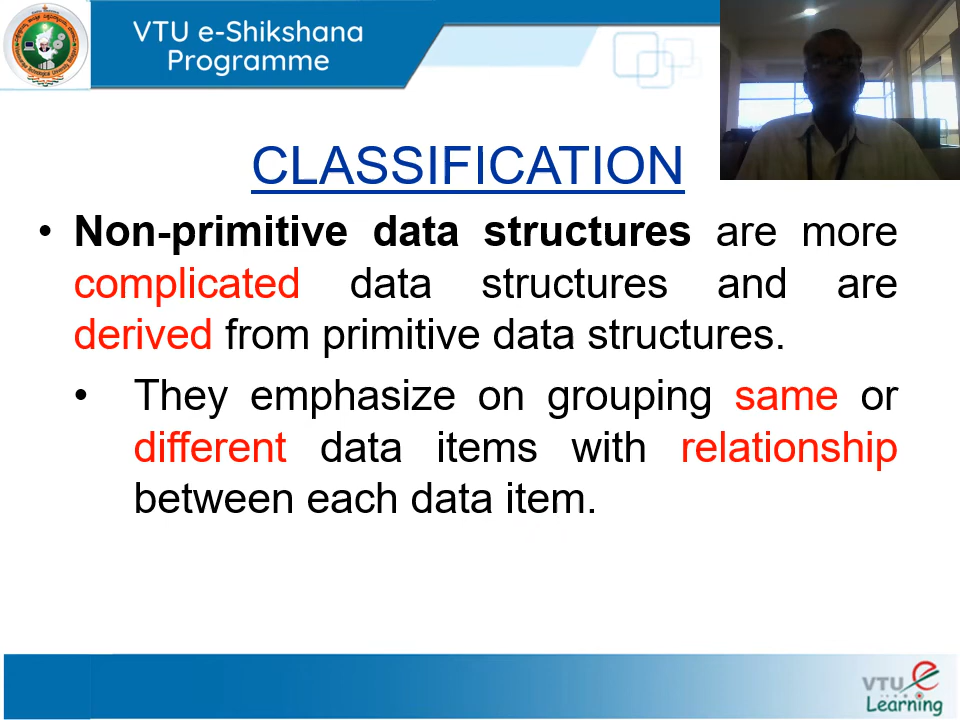 VTU e-Shikshana
Programme
CLASSIFICATION
• Non-primitive data structures are more
complicated data structures and are
derived from primitive data structures.
• They emphasize on grouping same or
different data items with relationship
between each data item.
VTU e
Learning